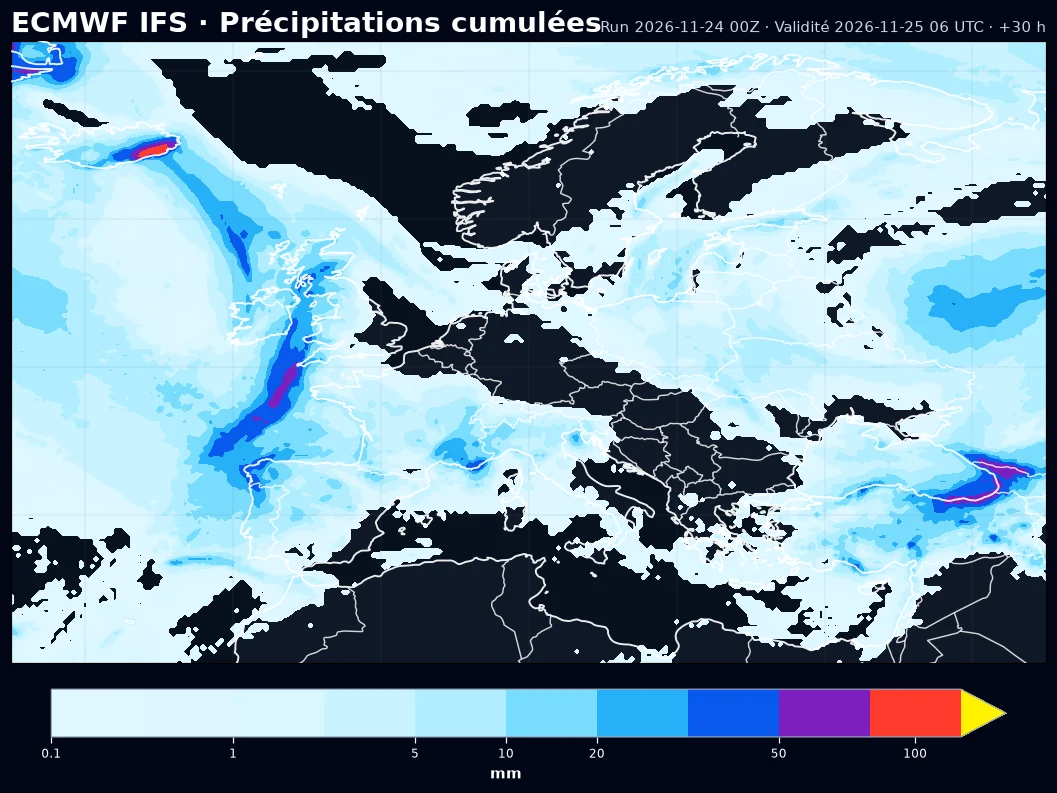 ECMWF IFS · Précipitations cumulées
Run 2026-11-24 00Z · Validité 2026-11-25 06 UTC · +30 h
0.1 1 5 10 20 50 100
mm